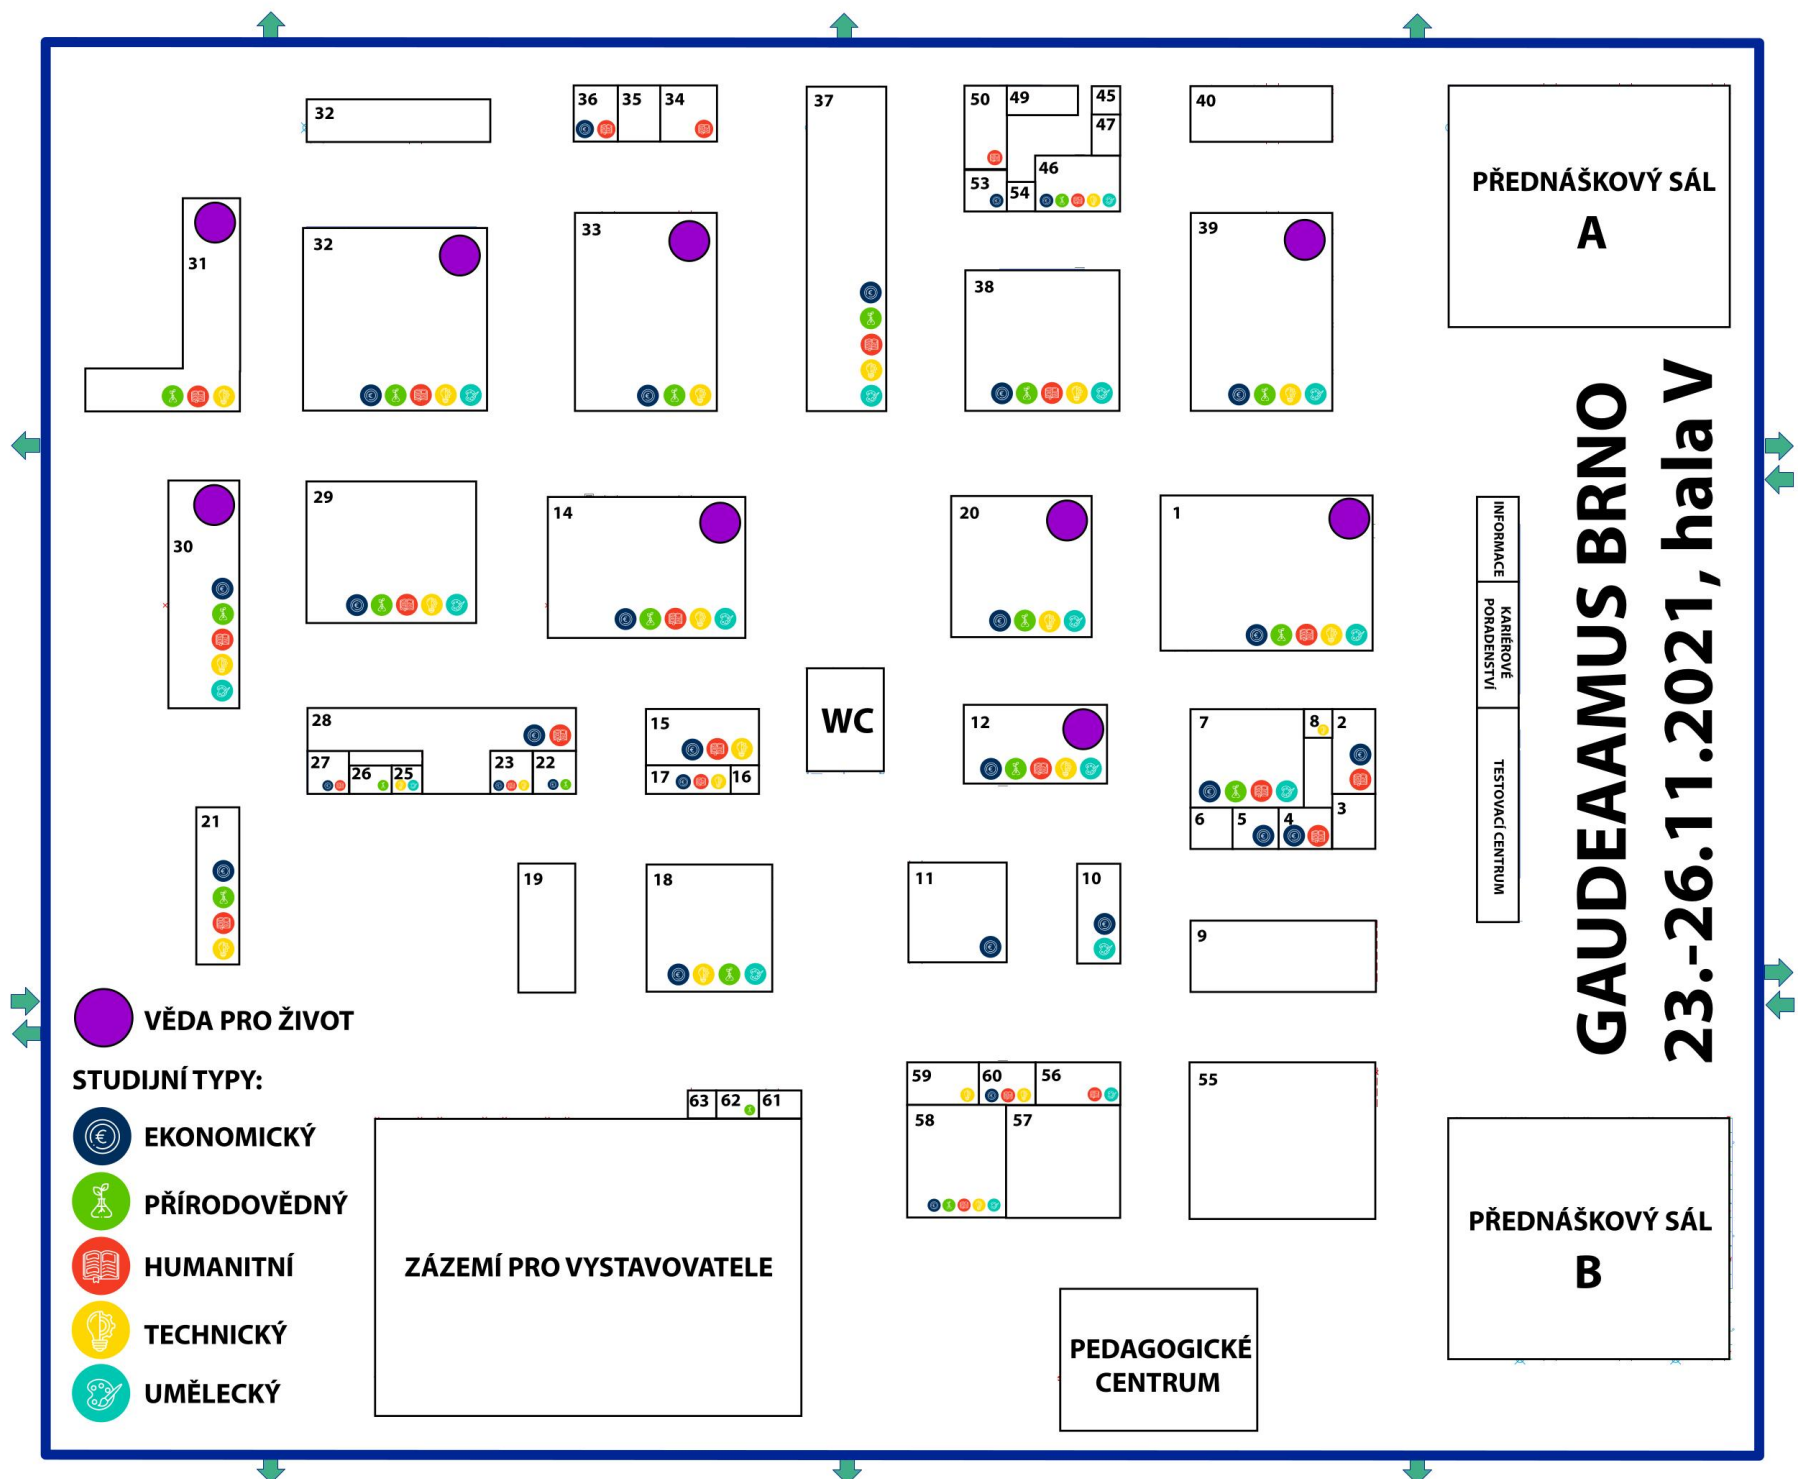 32
36
35
34
37
50
49
45
47
46
53
54
40
PŘEDNÁŠKOVÝ SÁL
A
31
32
33
38
39
GAUDEAAMUS BRNO
23.-26.11.2021, hala V
30
29
14
20
1
INFORMACE
KARIÉROVÉ
PORADENSTVÍ
TESTOVACÍ CENTRUM
28
27
26
25
23
22
15
17
16
WC
12
7
8
2
6
5
4
3
21
19
18
11
10
9
VĚDA PRO ŽIVOT
STUDIJNÍ TYPY:
EKONOMICKÝ
PŘÍRODOVĚDNÝ
HUMANITNÍ
TECHNICKÝ
UMĚLECKÝ
63
62
61
ZÁZEMÍ PRO VYSTAVOVATELE
59
60
56
58
57
55
PEDAGOGICKÉ
CENTRUM
PŘEDNÁŠKOVÝ SÁL
B